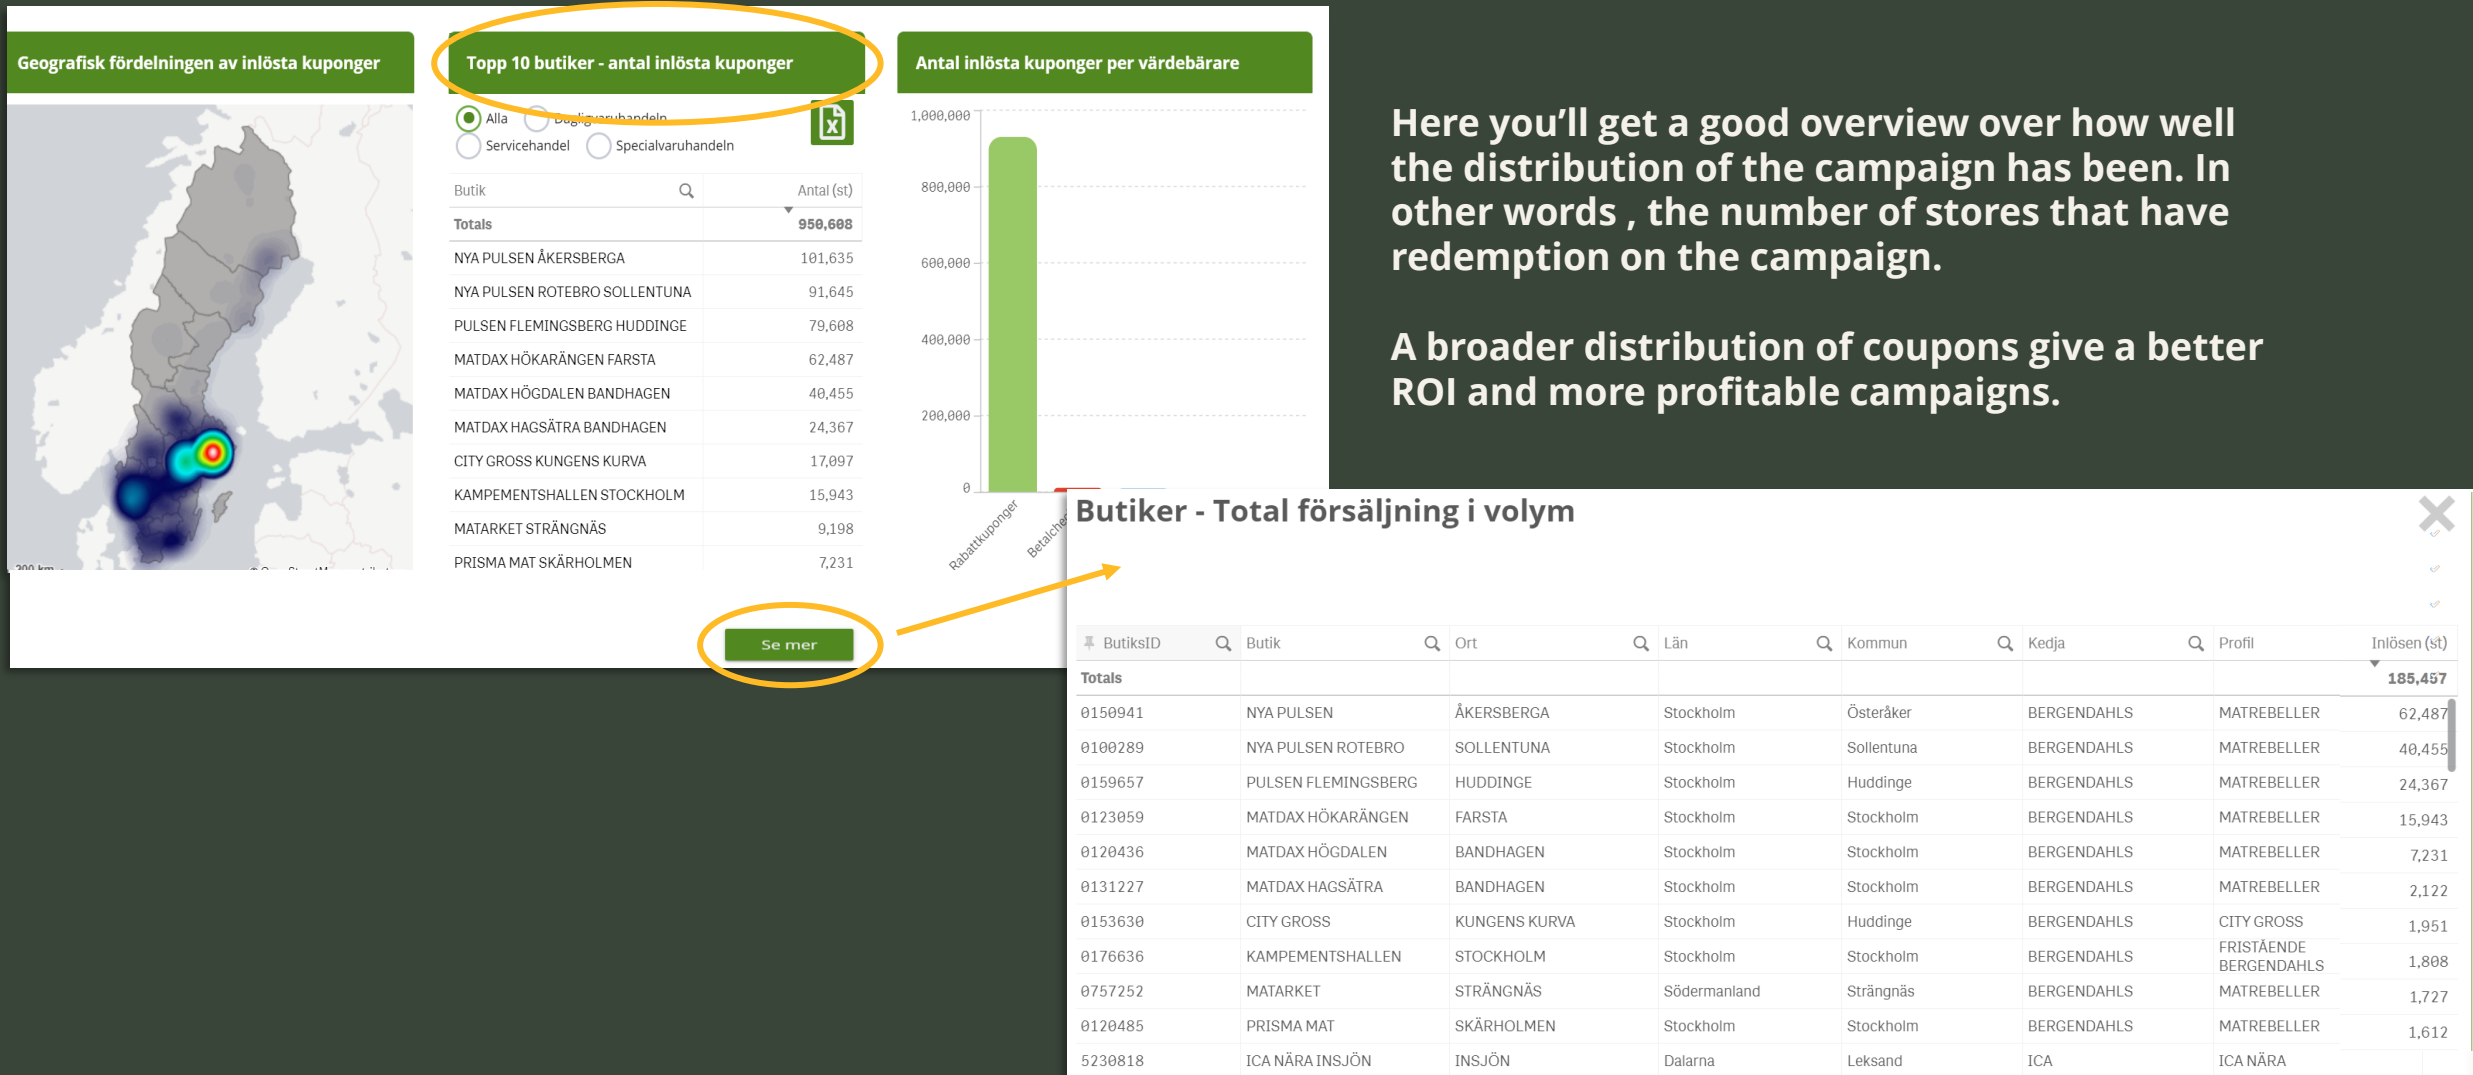 Geografisk fördelningen av inlösta kuponger
Topp 10 butiker - antal inlösta kuponger
Alla Dagligvaruhandeln
Servicehandel Specialvaruhandeln
Butik Antal (st)
Totals 950,608
NYA PULSEN ÅKERSBERGA 101,635
NYA PULSEN ROTEBRO SOLLENTUNA 91,645
PULSEN FLEMINGSBERG HUDDINGE 79,608
MATDAX HÖKARÄNGEN FARSTA 62,487
MATDAX HÖGDALEN BANDHAGEN 40,455
MATDAX HAGSÄTRA BANDHAGEN 24,367
CITY GROSS KUNGENS KURVA 17,097
KAMPEMENTSHALLEN STOCKHOLM 15,943
MATARKET STRÄNGNÄS 9,198
PRISMA MAT SKÄRHOLMEN 7,231
Se mer
Antal inlösta kuponger per värdebärare
1,000,000
800,000
600,000
400,000
200,000
0
Rabattkuponger
Here you’ll get a good overview over how well
the distribution of the campaign has been. In
other words , the number of stores that have
redemption on the campaign.
A broader distribution of coupons give a better
ROI and more profitable campaigns.
Butiker - Total försäljning i volym
ButiksID Butik Ort Län Kommun Kedja Profil Inlösen (st)
Totals 185,457
0150941 NYA PULSEN ÅKERSBERGA Stockholm Österåker BERGENDAHLS MATREBELLER 62,487
0100289 NYA PULSEN ROTEBRO SOLLENTUNA Stockholm Sollentuna BERGENDAHLS MATREBELLER 40,455
0159657 PULSEN FLEMINGSBERG HUDDINGE Stockholm Huddinge BERGENDAHLS MATREBELLER 24,367
0123059 MATDAX HÖKARÄNGEN FARSTA Stockholm Stockholm BERGENDAHLS MATREBELLER 15,943
0120436 MATDAX HÖGDALEN BANDHAGEN Stockholm Stockholm BERGENDAHLS MATREBELLER 7,231
0131227 MATDAX HAGSÄTRA BANDHAGEN Stockholm Stockholm BERGENDAHLS MATREBELLER 2,122
0153630 CITY GROSS KUNGENS KURVA Stockholm Huddinge BERGENDAHLS CITY GROSS 1,951
0176636 KAMPEMENTSHALLEN STOCKHOLM Stockholm Stockholm BERGENDAHLS FRISTÅENDE BERGENDAHLS 1,808
0757252 MATARKET STRÄNGNÄS Södermanland Strängnäs BERGENDAHLS MATREBELLER 1,727
0120485 PRISMA MAT SKÄRHOLMEN Stockholm Stockholm BERGENDAHLS MATREBELLER 1,612
5230818 ICA NÄRA INSJÖN INSJÖN Dalarna Leksand ICA ICA NÄRA